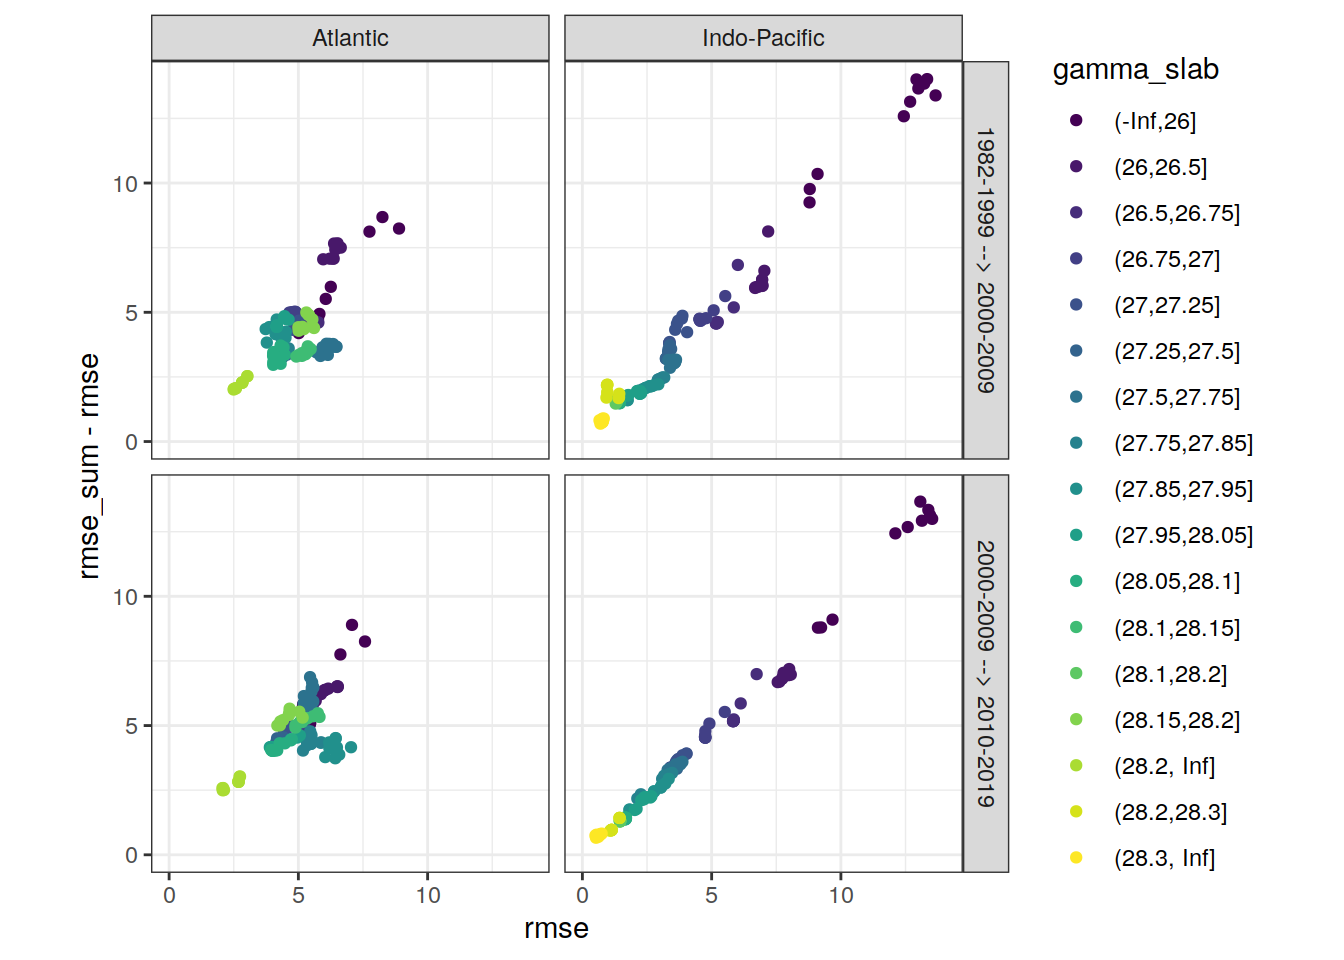 Atlantic
Indo-Pacific
10
5
0
1982-1999 --> 2000-2009
10
5
0
2000-2009 --> 2010-2019
0
5
10
0
5
10
rmse
rmse_sum - rmse
gamma_slab
(-Inf,26]
(26,26.5]
(26.5,26.75]
(26.75,27]
(27,27.25]
(27.25,27.5]
(27.5,27.75]
(27.75,27.85]
(27.85,27.95]
(27.95,28.05]
(28.05,28.1]
(28.1,28.15]
(28.1,28.2]
(28.15,28.2]
(28.2, Inf]
(28.2,28.3]
(28.3, Inf]